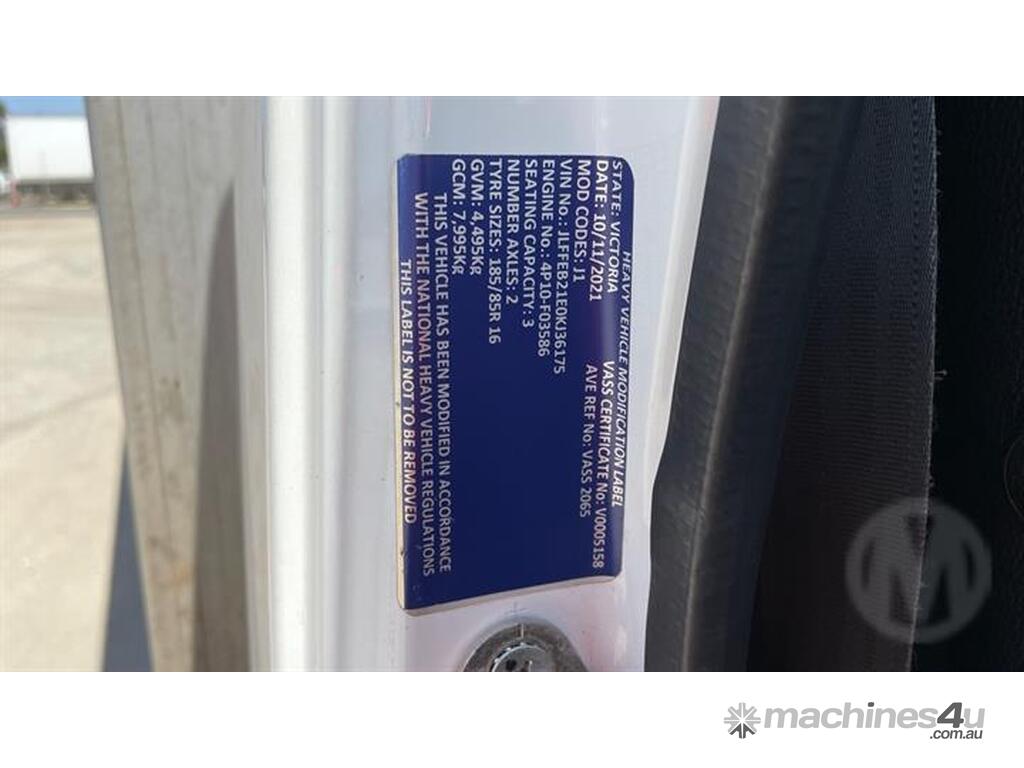 HEAVY VEHICLE MODIFICATION LABEL
STATE: VICTORIA VASS CERTIFICATE No: V0005158
DATE: 10/11/2021 AVE REF No: VASS 2065
MOD CODES: J1
VIN No.: JLFFEB21E0KJ36175
ENGINE No.: 4P10-F03586
SEATING CAPACITY: 3
NUMBER AXLES: 2
TYRE SIZES: 185/85R 16
GVM: 4,495Kg
GCM: 7,995Kg
THIS VEHICLE HAS BEEN MODIFIED IN ACCORDANCE
WITH THE NATIONAL HEAVY VEHICLE REGULATIONS
THIS LABEL IS NOT TO BE REMOVED
M
machines4u
.com.au